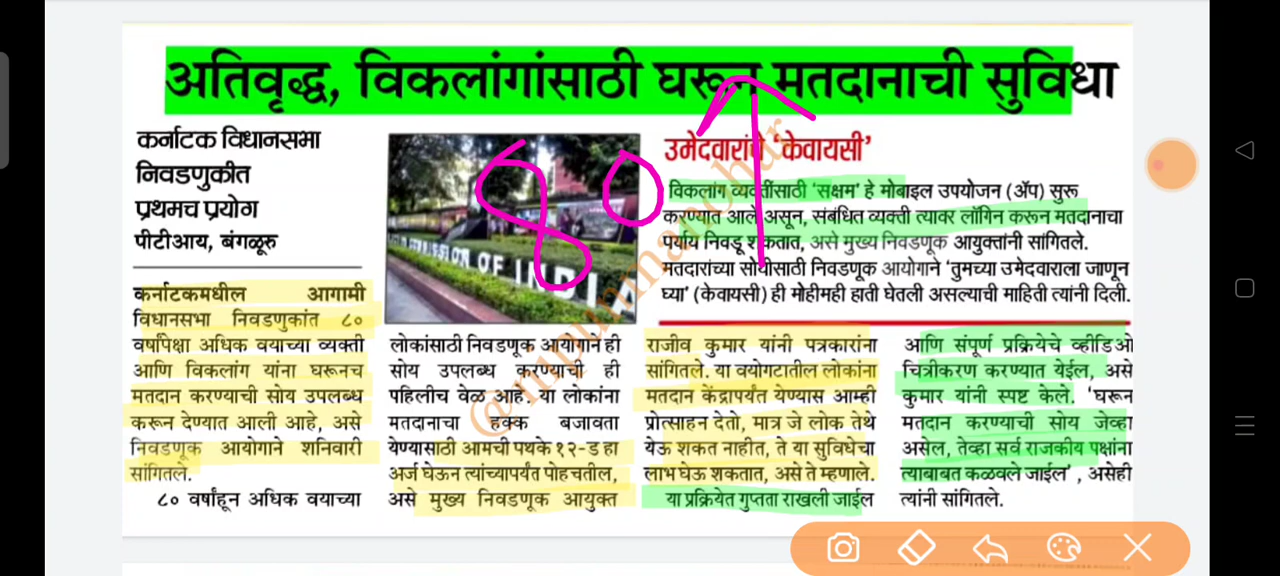 अतिवृद्ध, विकलांगांसाठी घरून मतदानाची सुविधा
कर्नाटक विधानसभा
निवडणुकीत
प्रथमच प्रयोग
पीटीआय, बंगळूरू
कर्नाटकमधील आगामी
विधानसभा निवडणुकांत ८०
वर्षांपेक्षा अधिक वयाच्या व्यक्ती
आणि विकलांग यांना घरूनच
मतदान करण्याची सोय उपलब्ध
करून देण्यात आली आहे, असे
निवडणूक आयोगाने शनिवारी
सांगितले.
८० वर्षांहून अधिक वयाच्या
OF INDIA
80
लोकांसाठी निवडणूक आयोगाने ही
सोय उपलब्ध करण्याची ही
पहिलीच वेळ आहे. या लोकांना
मतदानाचा हक्क बजावता
येण्यासाठी आमची पथके १२-ड हा
अर्ज घेऊन त्यांच्यापर्यंत पोहचतील,
असे मुख्य निवडणूक आयुक्त
उमेदवारांचे 'केवायसी'
विकलांग व्यक्तींसाठी 'सक्षम' हे मोबाइल उपयोजन (ॲप) सुरू
करण्यात आले असून, संबंधित व्यक्ती त्यावर लॉगिन करून मतदानाचा
पर्याय निवडू शकतात, असे मुख्य निवडणूक आयुक्तांनी सांगितले.
मतदारांच्या सोयीसाठी निवडणूक आयोगाने 'तुमच्या उमेदवाराला जाणून
घ्या' (केवायसी) ही मोहीमही हाती घेतली असल्याची माहिती त्यांनी दिली.
राजीव कुमार यांनी पत्रकारांना
सांगितले. या वयोगटातील लोकांना
मतदान केंद्रापर्यंत येण्यास आम्ही
प्रोत्साहन देतो, मात्र जे लोक तेथे
येऊ शकत नाहीत, ते या सुविधेचा
लाभ घेऊ शकतात, असे ते म्हणाले.
या प्रक्रियेत गुप्तता राखली जाईल
आणि संपूर्ण प्रक्रियेचे व्हीडिओ
चित्रीकरण करण्यात येईल, असे
कुमार यांनी स्पष्ट केले. 'घरून
मतदान करण्याची सोय जेव्हा
असेल, तेव्हा सर्व राजकीय पक्षांना
त्याबाबत कळवले जाईल', असेही
त्यांनी सांगितले.